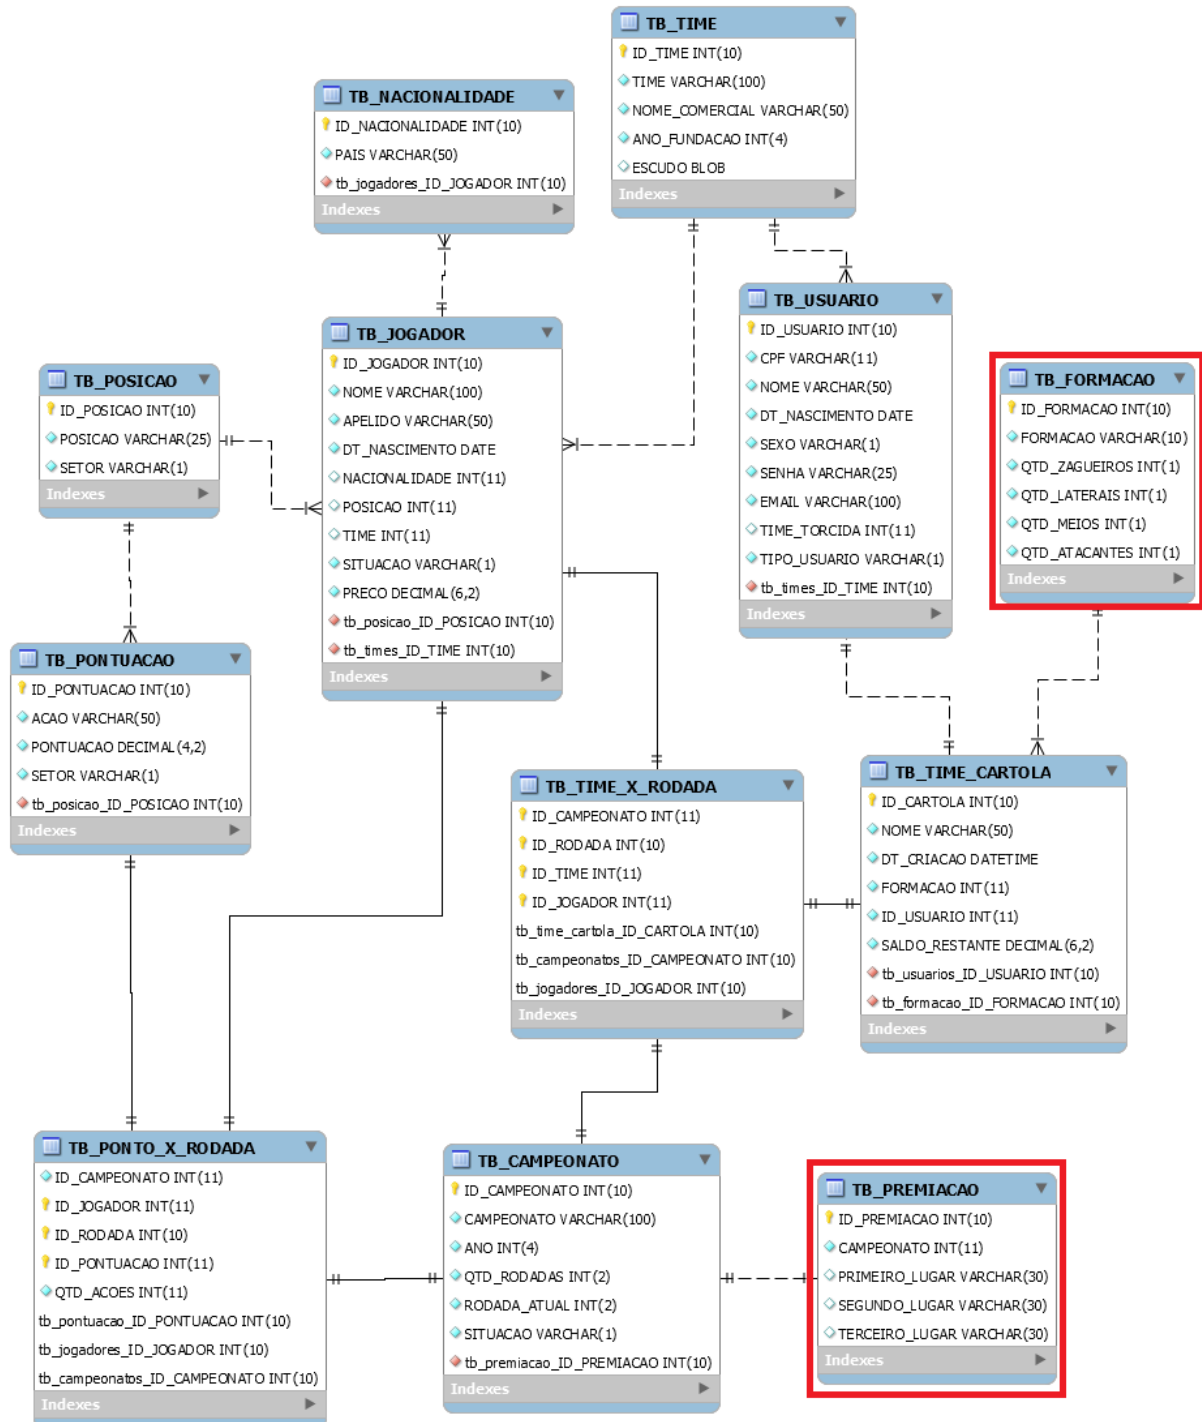 TB_TIME
ID_TIME INT(10)
TIME VARCHAR(100)
NOME_COMERCIAL VARCHAR(50)
ANO_FUNDACAO INT(4)
ESCUDO BLOB
Indexes
TB_NACIONALIDADE
ID_NACIONALIDADE INT(10)
PAIS VARCHAR(50)
tb_jogadores_ID_JOGADOR INT(10)
Indexes
TB_USUARIO
ID_USUARIO INT(10)
CPF VARCHAR(11)
NOME VARCHAR(50)
DT_NASCIMENTO DATE
SEXO VARCHAR(1)
SENHA VARCHAR(25)
EMAIL VARCHAR(100)
TIME_TORCIDA INT(11)
TIPO_USUARIO VARCHAR(1)
tb_times_ID_TIME INT(10)
Indexes
TB_JOGADOR
ID_JOGADOR INT(10)
NOME VARCHAR(100)
APELIDO VARCHAR(50)
DT_NASCIMENTO DATE
NACIONALIDADE INT(11)
POSICAO INT(11)
TIME INT(11)
SITUACAO VARCHAR(1)
PRECO DECIMAL(6,2)
tb_posicao_ID_POSICAO INT(10)
tb_times_ID_TIME INT(10)
Indexes
TB_POSICAO
ID_POSICAO INT(10)
POSICAO VARCHAR(25)
SETOR VARCHAR(1)
Indexes
TB_FORMACAO
ID_FORMACAO INT(10)
FORMACAO VARCHAR(10)
QTD_ZAGUEIROS INT(1)
QTD_LATERAIS INT(1)
QTD_MEIOS INT(1)
QTD_ATACANTES INT(1)
Indexes
TB_PONTUACAO
ID_PONTUACAO INT(10)
ACAO VARCHAR(50)
PONTUACAO DECIMAL(4,2)
SETOR VARCHAR(1)
tb_posicao_ID_POSICAO INT(10)
Indexes
TB_TIME_X_RODADA
ID_CAMPEONATO INT(11)
ID_RODADA INT(10)
ID_TIME INT(11)
ID_JOGADOR INT(11)
tb_time_cartola_ID_CARTOLA INT(10)
tb_campeonatos_ID_CAMPEONATO INT(10)
tb_jogadores_ID_JOGADOR INT(10)
Indexes
TB_TIME_CARTOLA
ID_CARTOLA INT(10)
NOME VARCHAR(50)
DT_CRIACAO DATETIME
FORMACAO INT(11)
ID_USUARIO INT(11)
SALDO_RESTANTE DECIMAL(6,2)
tb_usuarios_ID_USUARIO INT(10)
tb_formacao_ID_FORMACAO INT(10)
Indexes
TB_PONTO_X_RODADA
ID_CAMPEONATO INT(11)
ID_JOGADOR INT(11)
ID_RODADA INT(10)
ID_PONTUACAO INT(11)
QTD_ACOES INT(11)
tb_pontuacao_ID_PONTUACAO INT(10)
tb_jogadores_ID_JOGADOR INT(10)
tb_campeonatos_ID_CAMPEONATO INT(10)
Indexes
TB_CAMPEONATO
ID_CAMPEONATO INT(10)
CAMPEONATO VARCHAR(100)
ANO INT(4)
QTD_RODADAS INT(2)
RODADA_ATUAL INT(2)
SITUACAO VARCHAR(1)
tb_premiacao_ID_PREMIACAO INT(10)
Indexes
TB_PREMIACAO
ID_PREMIACAO INT(10)
CAMPEONATO INT(11)
PRIMEIRO_LUGAR VARCHAR(30)
SEGUNDO_LUGAR VARCHAR(30)
TERCEIRO_LUGAR VARCHAR(30)
Indexes